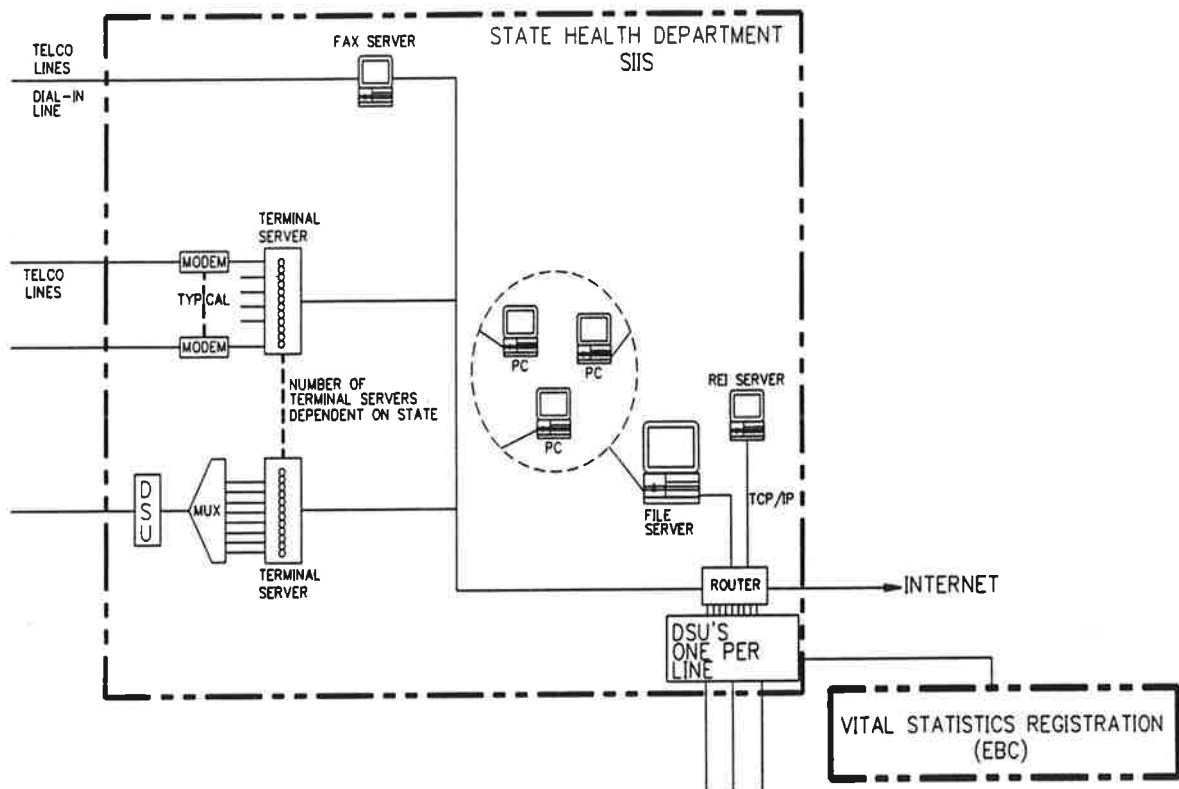 STATE HEALTH DEPARTMENT
SIIS
FAX SERVER
TELCO
LINES
DIAL-IN
LINE
TERMINAL
SERVER
MODEM
TELCO
LINES
TYPICAL
MODEM
NUMBER OF
TERMINAL SERVERS
DEPENDENT ON STATE
PC
PC
PC
REI SERVER
DSU
MUX
TCP/IP
FILE
SERVER
TERMINAL
SERVER
ROUTER
INTERNET
DSU'S
ONE PER
LINE
VITAL STATISTICS REGISTRATION
(EBC)